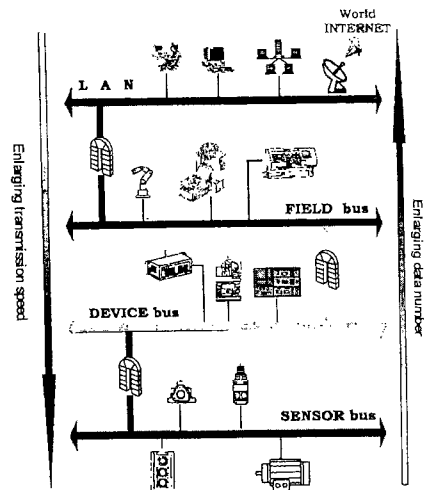 World
INTERNET
L A N
FIELD bus
DEVICE bus
SENSOR bus
Enlarging transmission speed
Enlarging data number